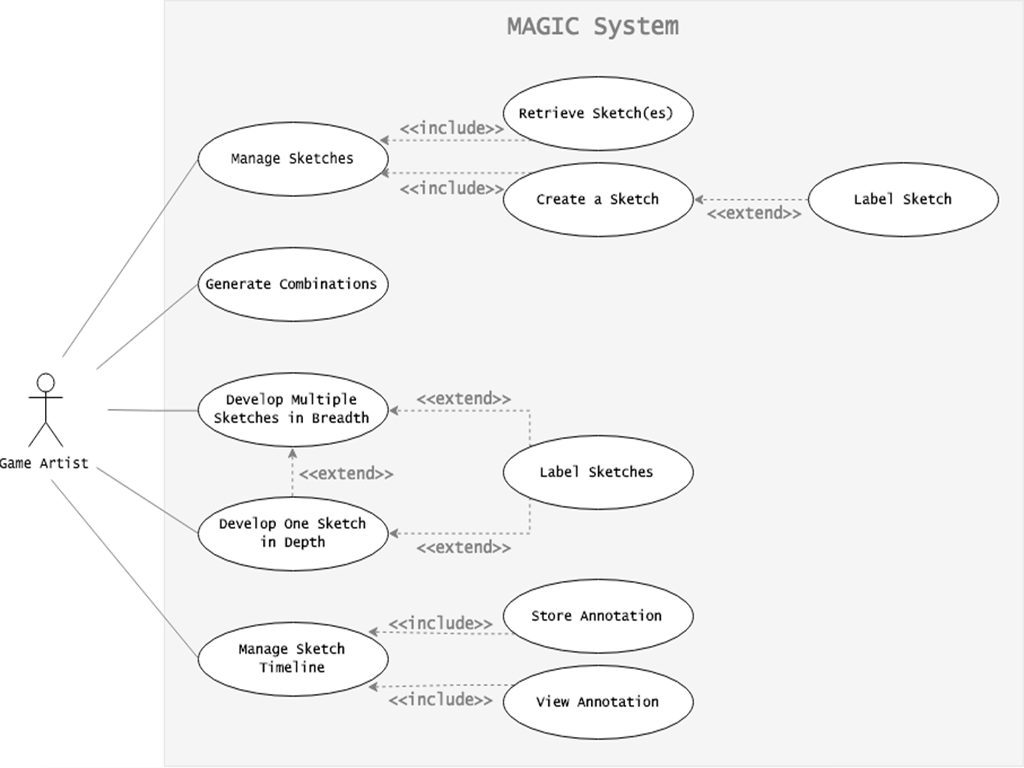 MAGIC System
Retrieve Sketch(es)
<<include>>
Manage Sketches
<<include>>
Create a Sketch
Label Sketch
<<extend>>
Generate Combinations
Develop Multiple
Sketches in Breadth
<<extend>>
<<extend>>
Label Sketches
Game Artist
Develop One Sketch
in Depth
<<extend>>
Store Annotation
<<include>>
Manage Sketch
Timeline
<<include>>
View Annotation